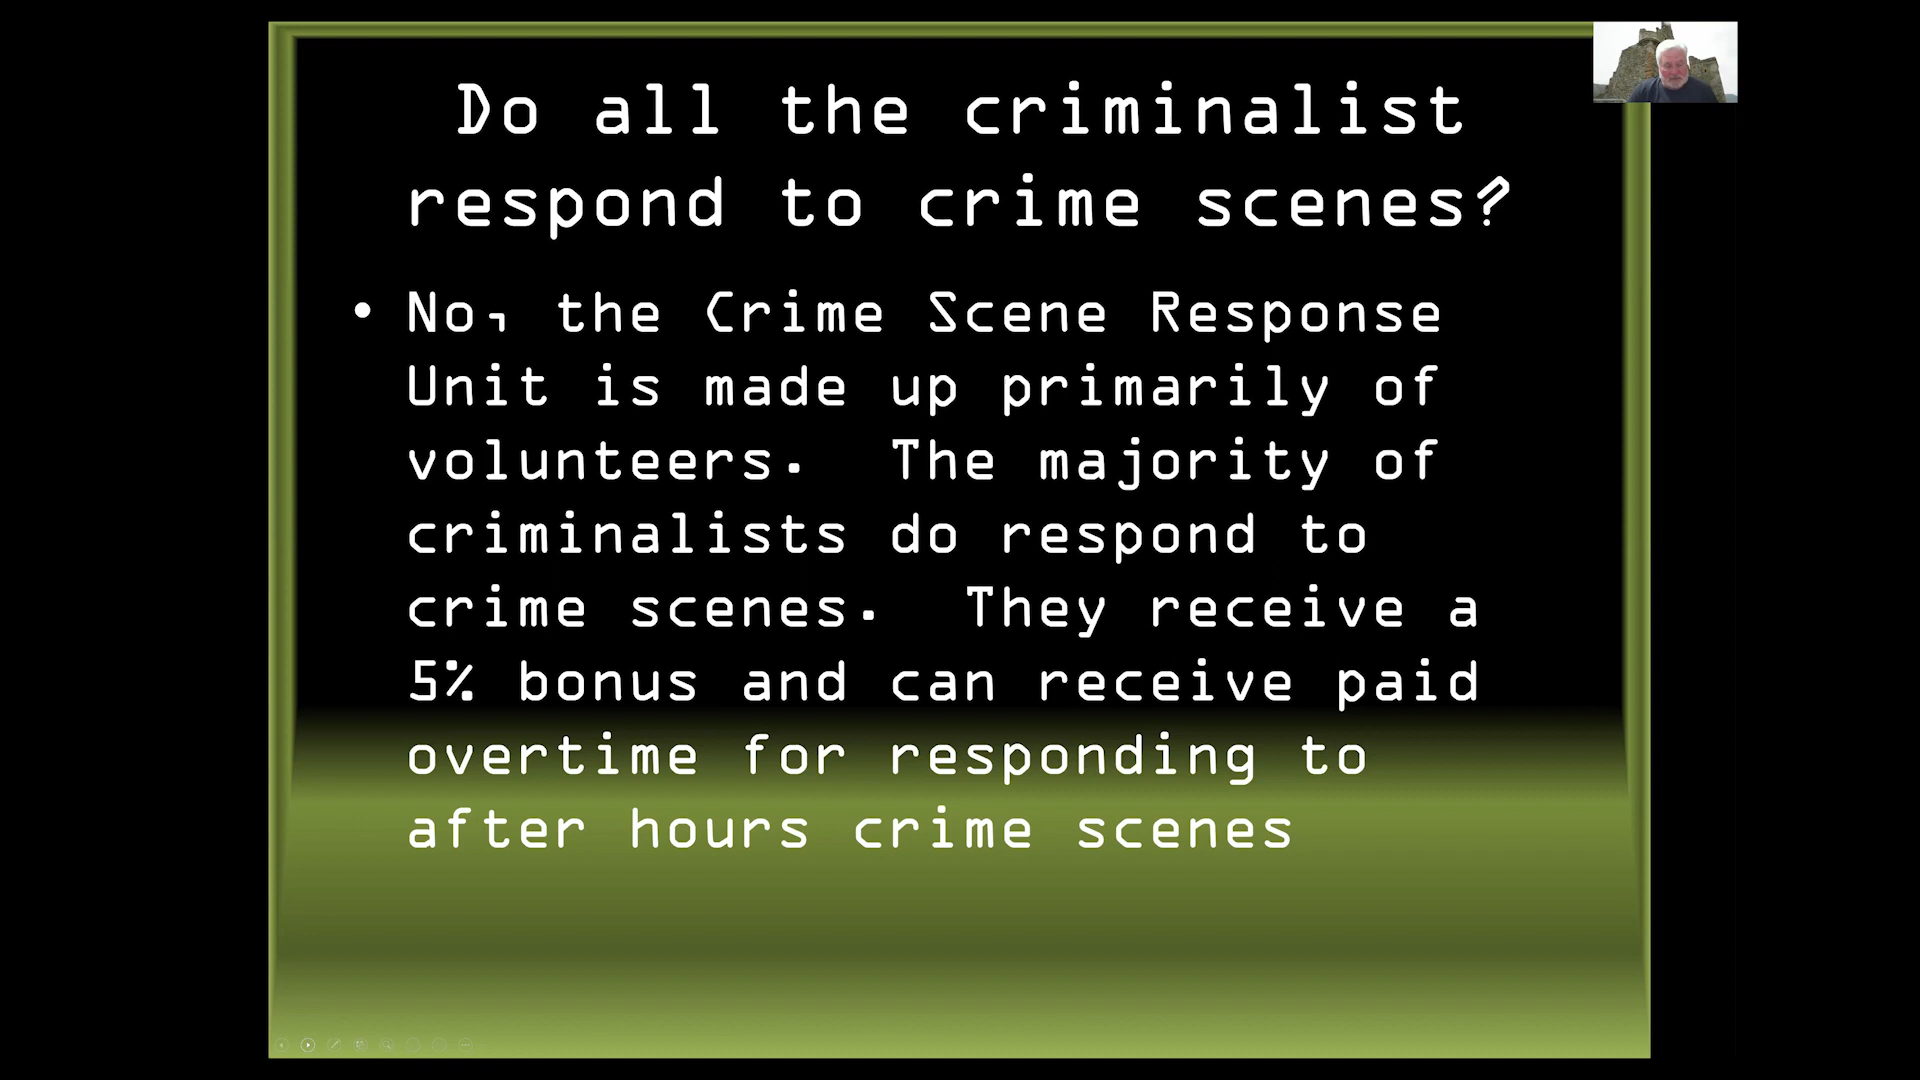 Do all the criminalist
respond to crime scenes?
• No, the Crime Scene Response
Unit is made up primarily of
volunteers. The majority of
criminalists do respond to
crime scenes. They receive a
5% bonus and can receive paid
overtime for responding to
after hours crime scenes